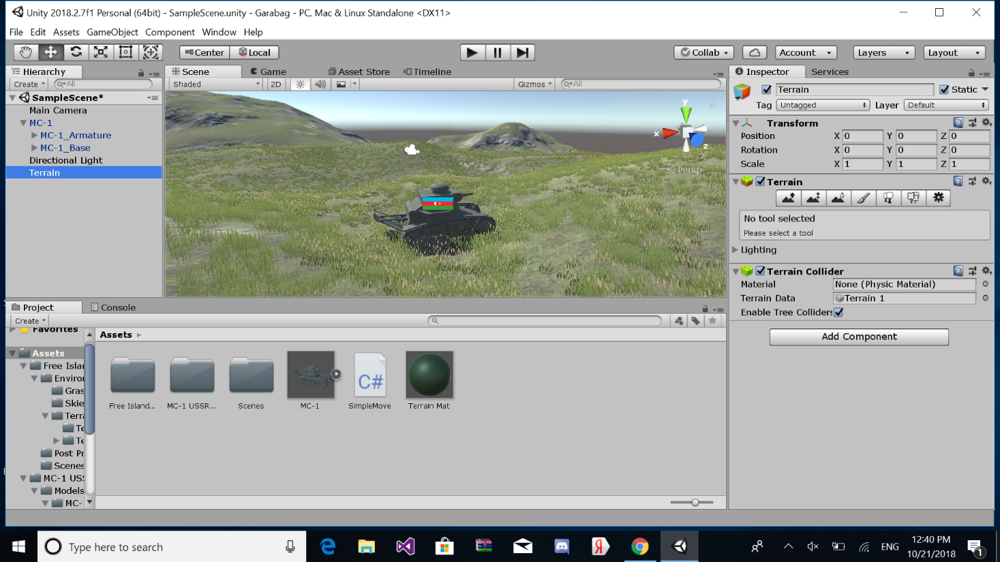 Unity 2018.2.7f1 Personal (64bit) - SampleScene.unity - Garabag - PC, Mac & Linux Standalone <DX11>
File Edit Assets GameObject Component Window Help
Center Local Collab Account Layers Layout
Hierarchy
Create All
SampleScene*
Main Camera
MC-1
MC-1_Armature
MC-1_Base
Directional Light
Terrain
Scene Game Asset Store Timeline
Shaded 2D Gizmos All
y
x
z
Persp
Inspector Services
Terrain Static
Tag Untagged Layer Default
Transform
Position X 0 Y 0 Z 0
Rotation X 0 Y 0 Z 0
Scale X 1 Y 1 Z 1
Terrain
No tool selected
Please select a tool
Lighting
Terrain Collider
Material None (Physic Material)
Terrain Data Terrain 1
Enable Tree Colliders
Add Component
Project Console
Create
Favorites
Assets
Free Islar
Enviror
Gras
Skie
Terra
Te
Te
Post Pr
Scenes
MC-1 USS
Models
MC-
Assets
Free Island... MC-1 USSR... Scenes MC-1 SimpleMove Terrain Mat
C#
Type here to search
Я
ENG
12:40 PM
10/21/2018
1